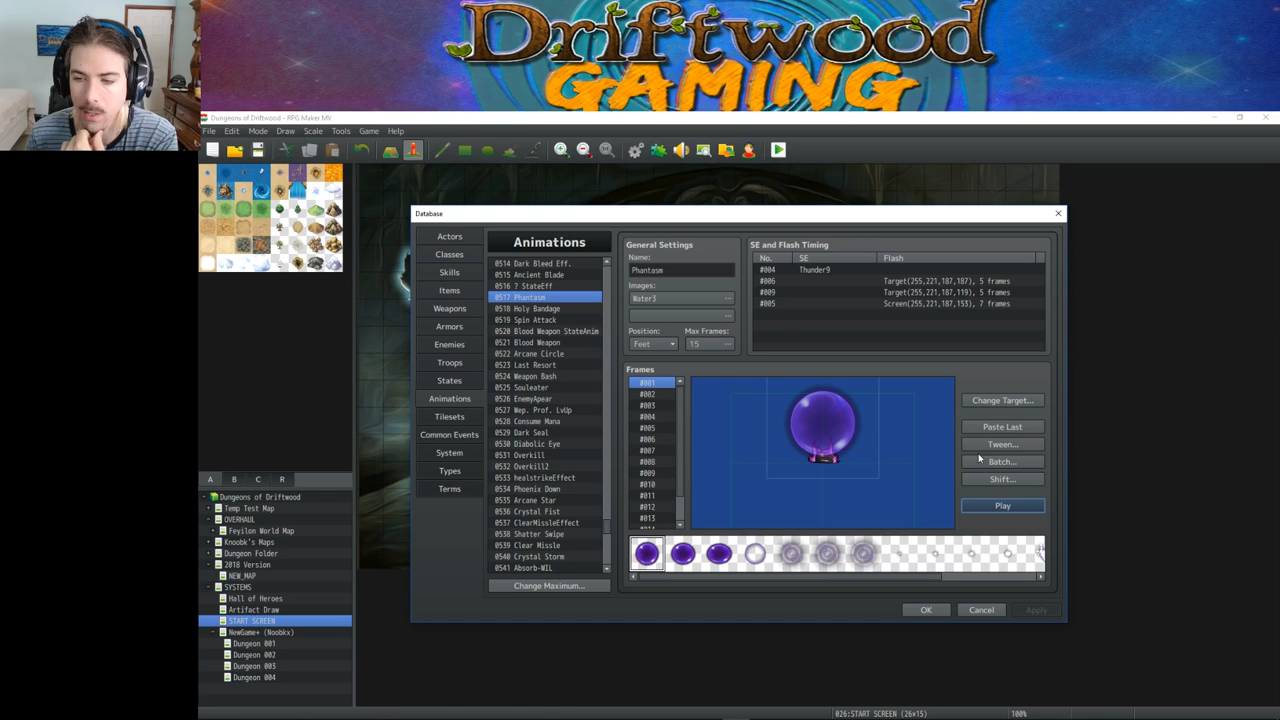 Driftwood
GAMING
Dungeons of Driftwood - RPG Maker MV
File Edit Mode Draw Scale Tools Game Help
Database
Actors
Classes
Skills
Items
Weapons
Armors
Enemies
Troops
States
Animations
Tilesets
Common Events
System
Types
Terms
Animations
0514 Dark Bleed Eff.
0515 Ancient Blade
0516 ? StateEff
0517 Phantasm
0518 Holy Bandage
0519 Spin Attack
0520 Blood Weapon StateAnim
0521 Blood Weapon
0522 Arcane Circle
0523 Last Resort
0524 Weapon Bash
0525 Souleater
0526 EnemyApear
0527 Wep. Prof. LvUp
0528 Consume Mana
0529 Dark Seal
0530 Diabolic Eye
0531 Overkill
0532 Overkill2
0533 healstrikeEffect
0534 Phoenix Down
0535 Arcane Star
0536 Crystal Fist
0537 ClearMissleEffect
0538 Shatter Swipe
0539 Clear Missle
0540 Crystal Storm
0541 Absorb-WIL
Change Maximum...
General Settings
Name:
Phantasm
Images:
Water3 ...
...
Position: Max Frames:
Feet 15 ...
SE and Flash Timing
No. SE Flash
#004 Thunder9
#006 Target(255,221,187,187), 5 frames
#009 Target(255,221,187,119), 5 frames
#005 Screen(255,221,187,153), 7 frames
Frames
#001
#002
#003
#004
#005
#006
#007
#008
#009
#010
#011
#012
#013
#014
Change Target...
Paste Last
Tween...
Batch...
Shift...
Play
OK Cancel Apply
A B C R
Dungeons of Driftwood
Temp Test Map
OVERHAUL
Feyilon World Map
Knoobk's Maps
Dungeon Folder
2018 Version
NEW_MAP
SYSTEMS
Hall of Heroes
Artifact Draw
START SCREEN
NewGame+ (Noobkx)
Dungeon 001
Dungeon 002
Dungeon 003
Dungeon 004
026:START SCREEN (26×15) 100%